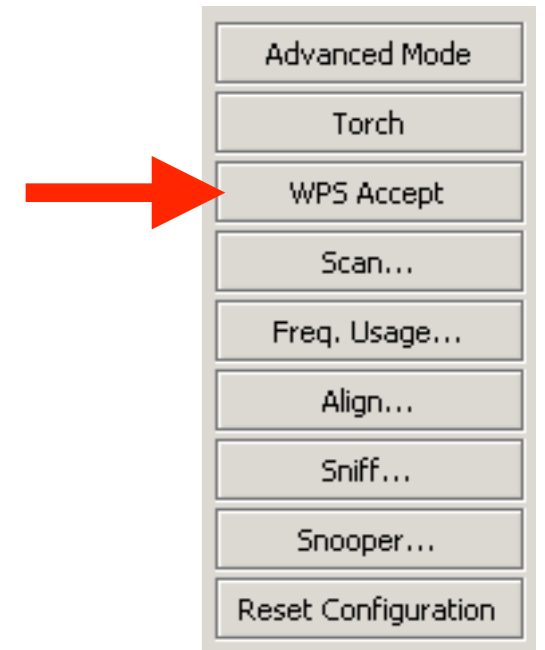 Advanced Mode
Torch
WPS Accept
Scan...
Freq. Usage...
Align...
Sniff...
Snooper...
Reset Configuration